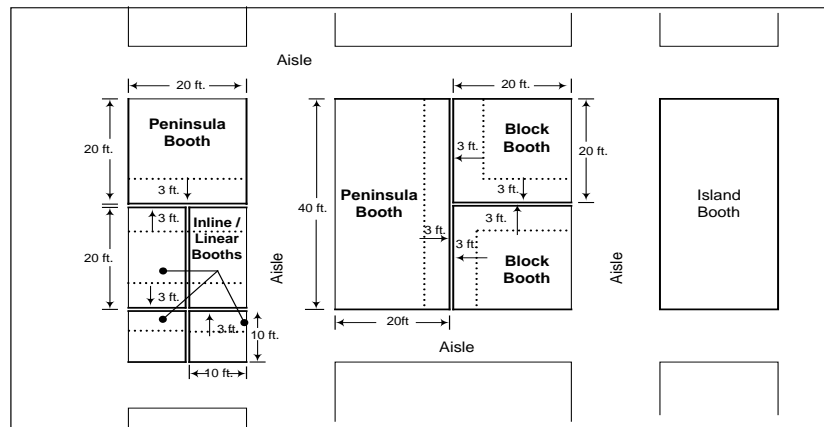 Aisle
20 ft.
20 ft.
Peninsula
Booth
20 ft.
3 ft.
3 ft.
Inline /
Linear
Booths
20 ft.
3 ft.
3 ft.
10 ft.
10 ft.
Aisle
40 ft.
Peninsula
Booth
3 ft.
20ft
Block
Booth
3 ft.
3 ft.
20 ft.
3 ft.
3 ft.
Block
Booth
Aisle
Aisle
Island
Booth